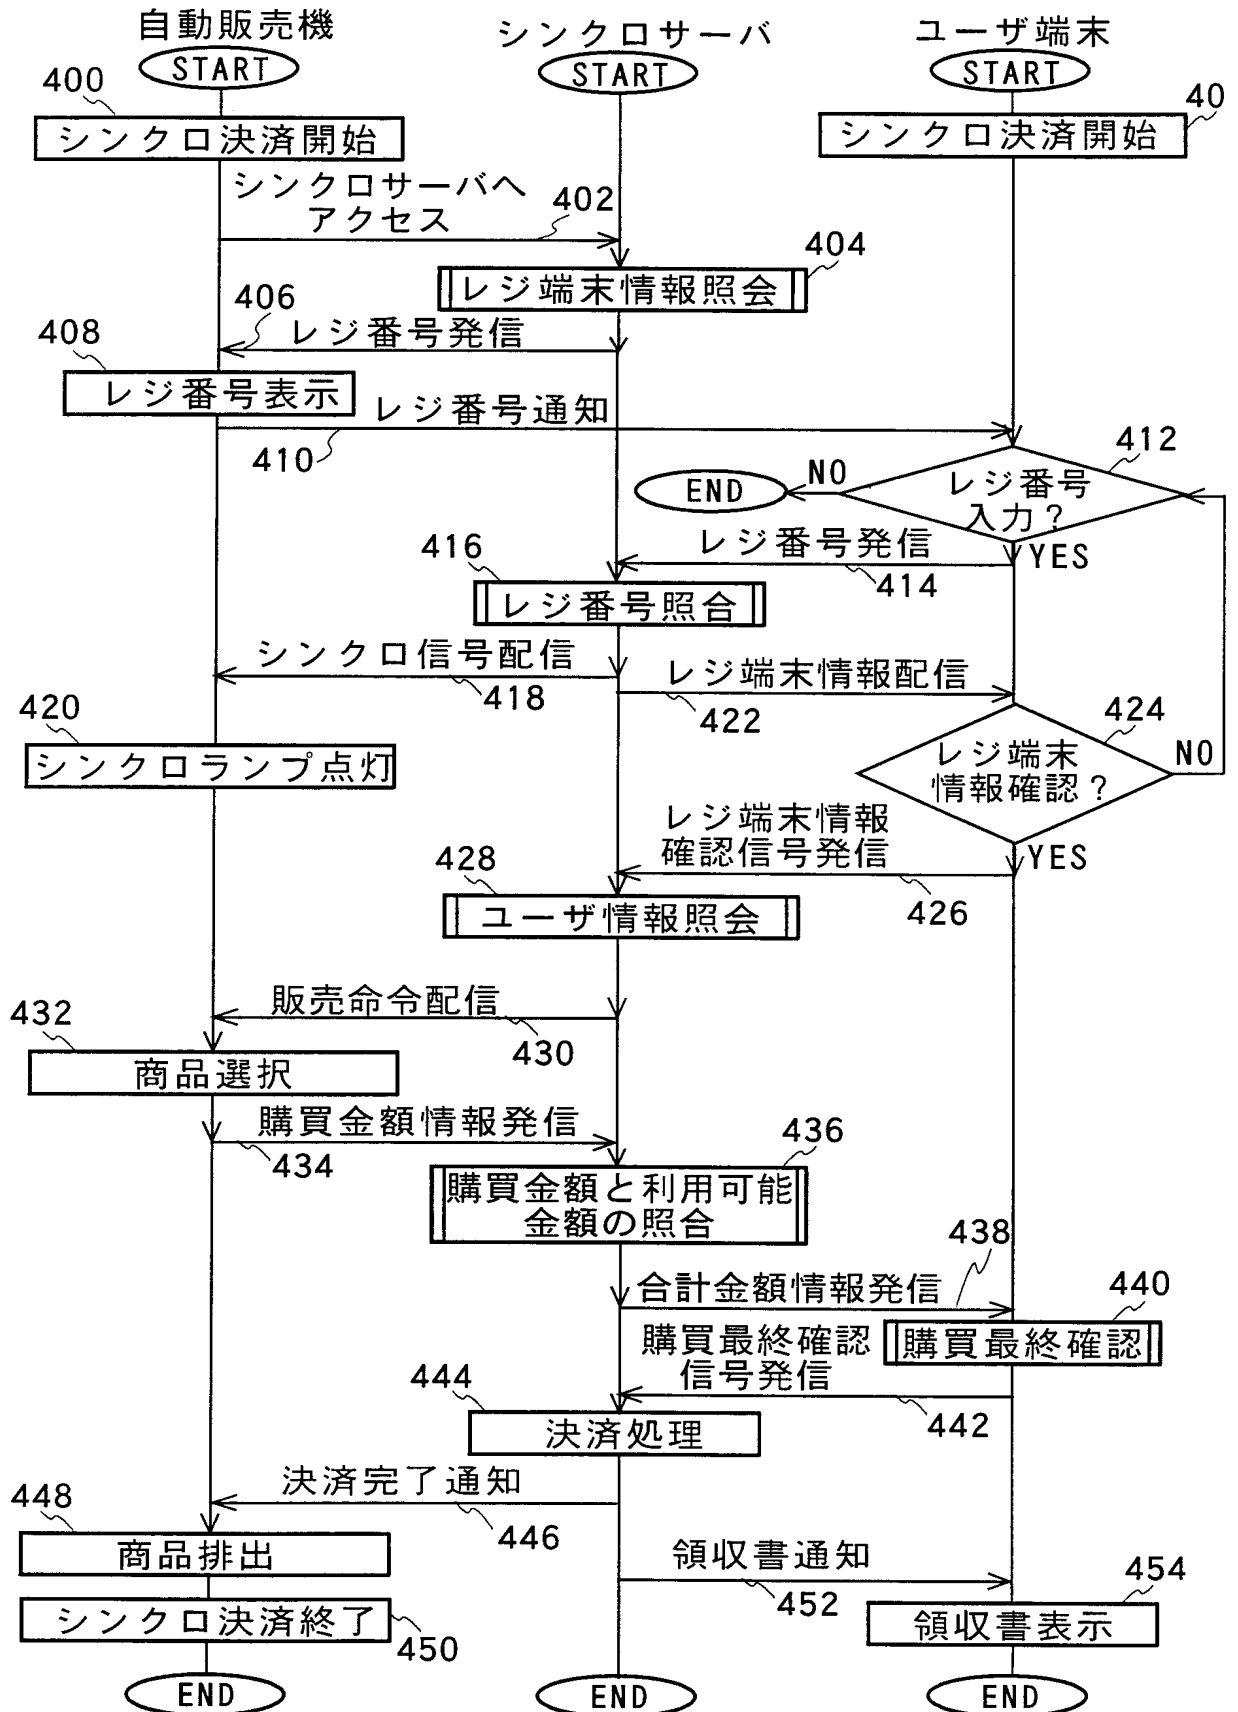 自動販売機
シンクロサーバ
ユーザ端末
START
START
START
400
シンクロ決済開始
40
シンクロ決済開始
シンクロサーバへ
アクセス
402
404
レジ端末情報照会
406
レジ番号発信
408
レジ番号表示
レジ番号通知
410
412
レジ番号
入力?
NO
END
YES
レジ番号発信
414
416
レジ番号照合
シンクロ信号配信
418
レジ端末情報配信
422
420
シンクロランプ点灯
424
レジ端末
情報確認?
NO
YES
レジ端末情報
確認信号発信
426
428
ユーザ情報照会
販売命令配信
430
432
商品選択
購買金額情報発信
434
436
購買金額と利用可能
金額の照合
438
合計金額情報発信
440
購買最終確認
購買最終確認
信号発信
442
444
決済処理
決済完了通知
446
448
商品排出
領収書通知
452
454
領収書表示
シンクロ決済終了
450
END
END
END